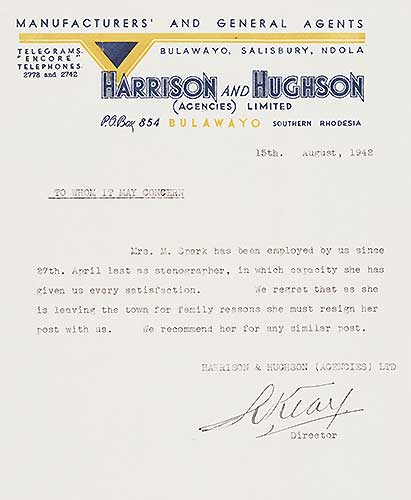 MANUFACTURERS' AND GENERAL AGENTS
TELEGRAMS
"ENCORE"
TELEPHONES
2778 and 2742
BULAWAYO, SALISBURY, NDOLA
HARRISON AND HUGHSON
(AGENCIES) LIMITED
P.O. Box 854 BULAWAYO SOUTHERN RHODESIA
15th. August, 1942
TO WHOM IT MAY CONCERN
Mrs. M. Spark has been employed by us since
27th. April last as stenographer, in which capacity she has
given us every satisfaction. We regret that as she
is leaving the town for family reasons she must resign her
post with us. We recommend her for any similar post.
HARRISON & HUGHSON (AGENCIES) LTD
Director